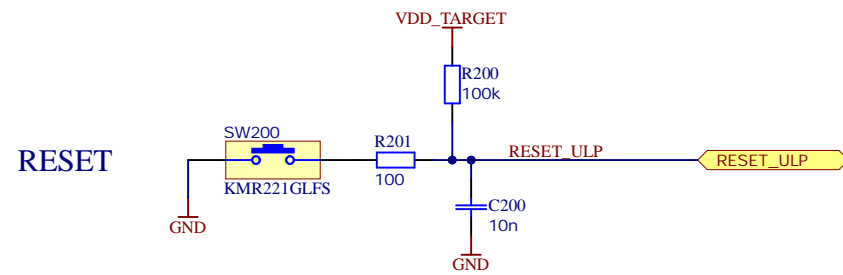 VDD_TARGET
R200
100k
SW200
R201
RESET
RESET_ULP
RESET_ULP
100
KMR221GLFS
C200
10n
GND
GND